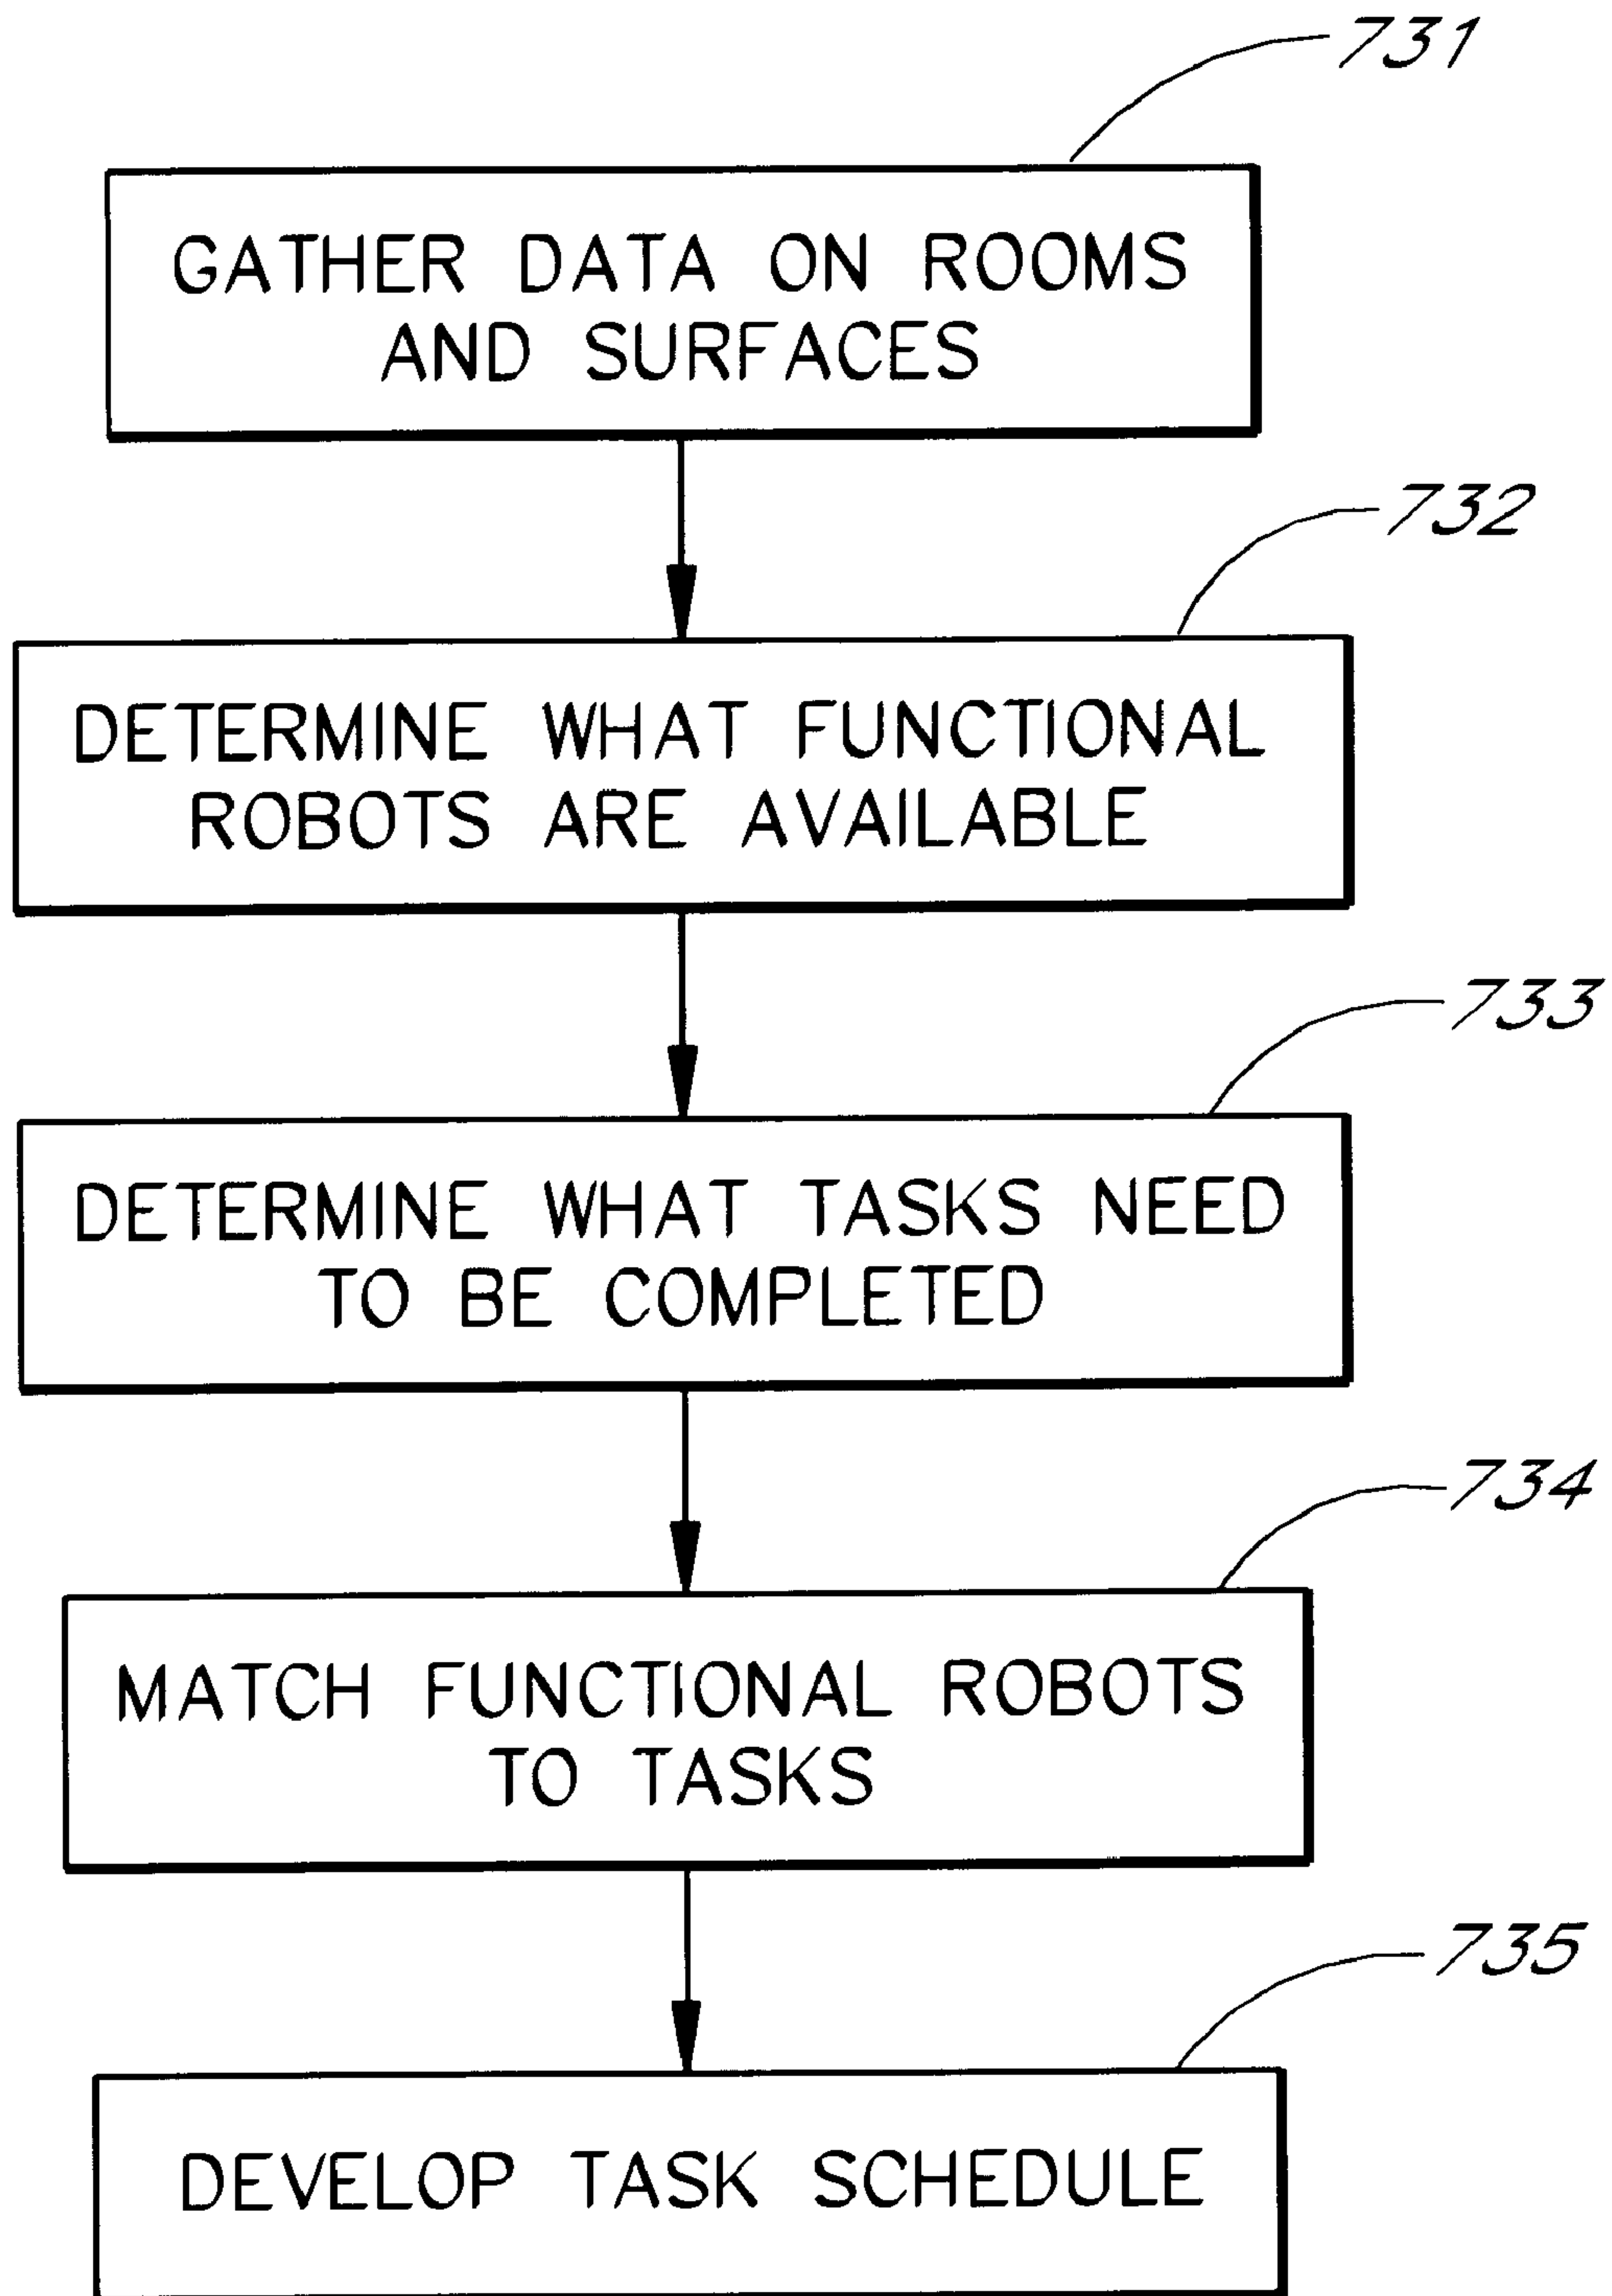 731
GATHER DATA ON ROOMS
AND SURFACES
732
DETERMINE WHAT FUNCTIONAL
ROBOTS ARE AVAILABLE
733
DETERMINE WHAT TASKS NEED
TO BE COMPLETED
734
MATCH FUNCTIONAL ROBOTS
TO TASKS
735
DEVELOP TASK SCHEDULE